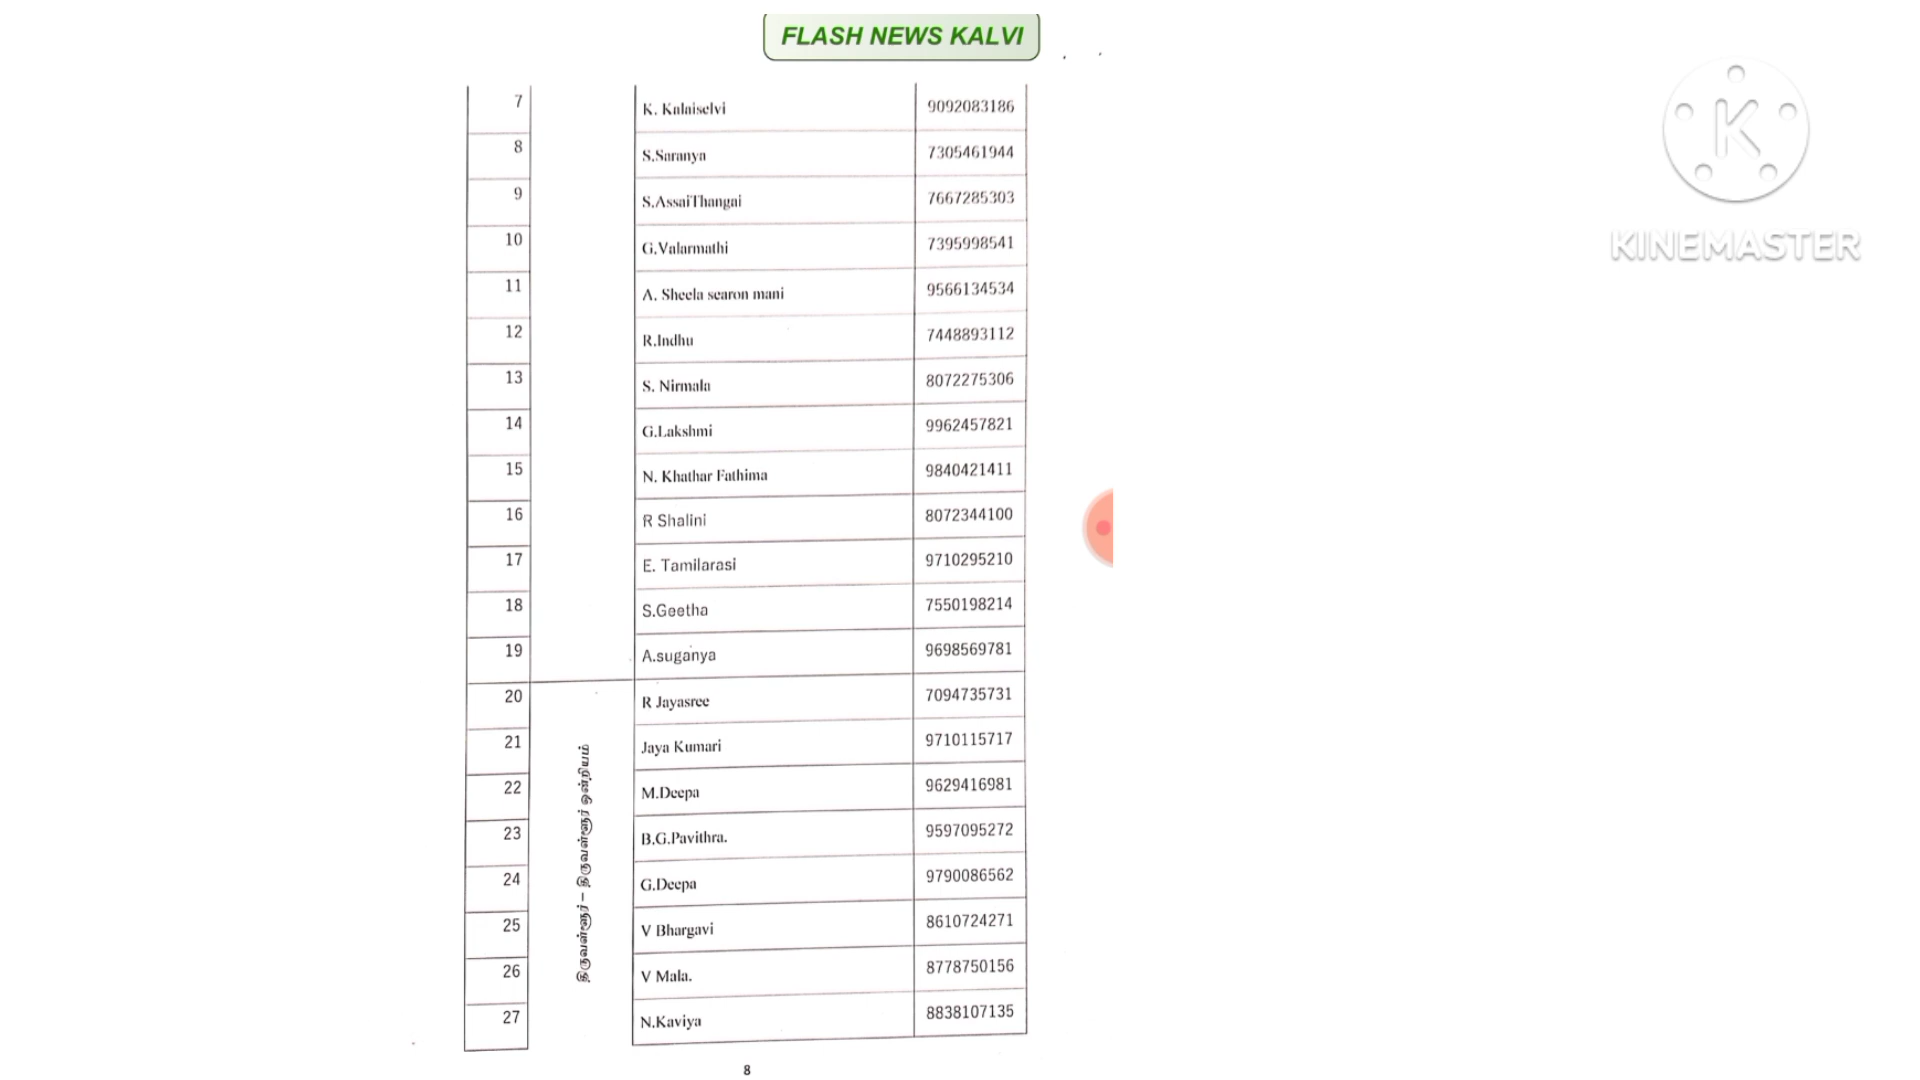 FLASH NEWS KALVI
7 K. Kalaiselvi 9092083186
8 S.Saranya 7305461944
9 S.AssaiThangai 7667285303
10 G.Valarmathi 7395998541
11 A. Sheela searon mani 9566134534
12 R.Indhu 7448893112
13 S. Nirmala 8072275306
14 G.Lakshmi 9962457821
15 N. Khathar Fathima 9840421411
16 R Shalini 8072344100
17 E. Tamilarasi 9710295210
18 S.Geetha 7550198214
19 A.suganya 9698569781
20 R Jayasree 7094735731
21 Jaya Kumari 9710115717
22 M.Deepa 9629416981
23 B.G.Pavithra. 9597095272
24 G.Deepa 9790086562
25 V Bhargavi 8610724271
26 V Mala. 8778750156
27 N.Kaviya 8838107135
8
K
KINEMASTER